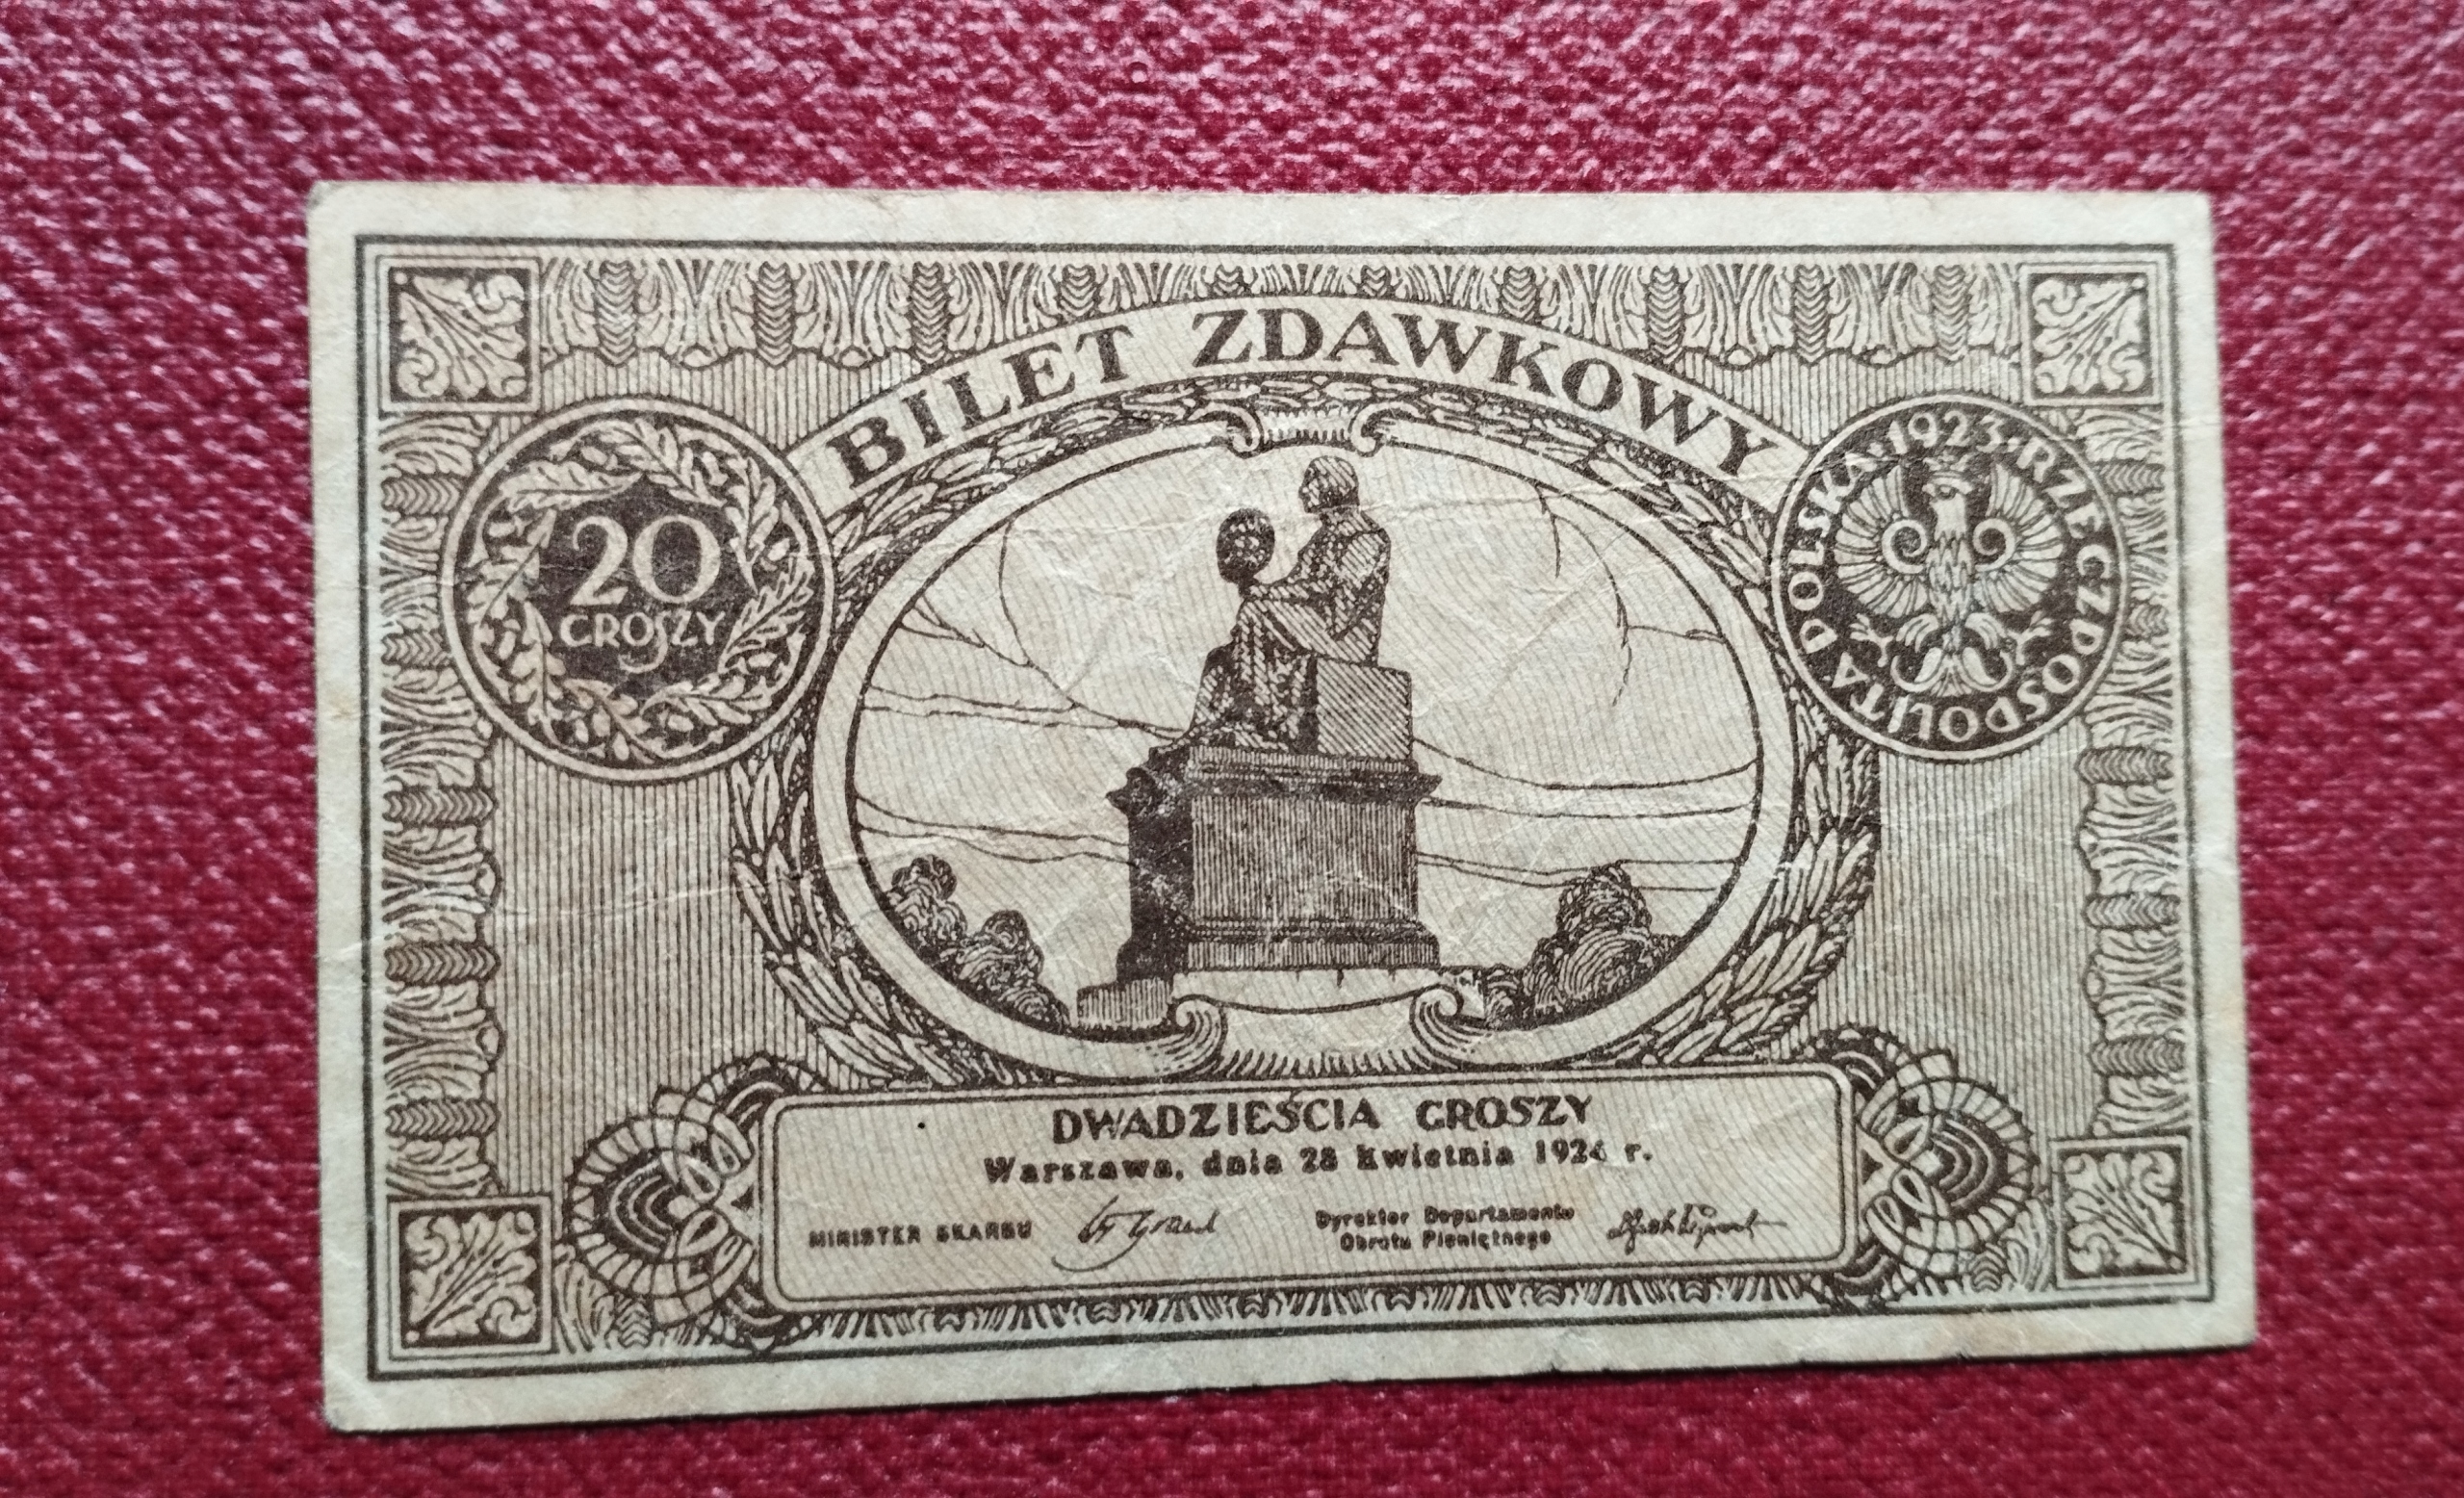 BILET ZDAWKOWY
20
GROSZY
RZECZPOSPOLITA POLSKA · 1923 ·
DWADZIEŚCIA GROSZY
Warszawa, dnia 28 kwietnia 1924 r.
MINISTER SKARBU
Dyrektor Departamentu
Obrotu Pieniężnego